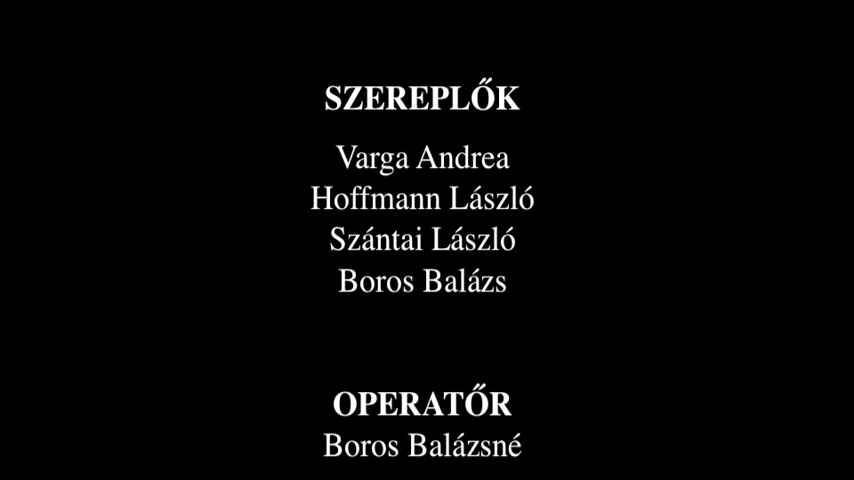 SZEREPLŐK
Varga Andrea
Hoffmann László
Szántai László
Boros Balázs
OPERATŐR
Boros Balázsné